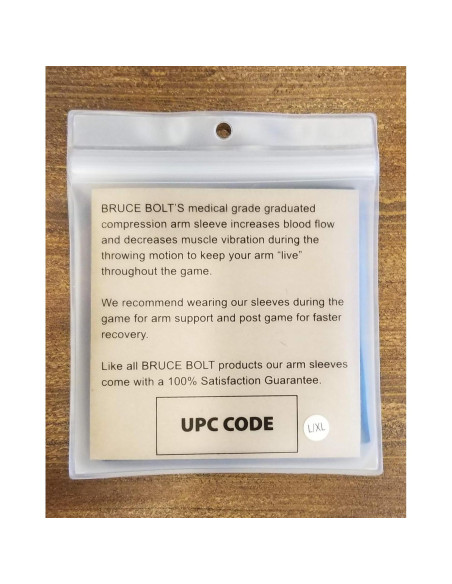 BRUCE BOLT'S medical grade graduated
compression arm sleeve increases blood flow
and decreases muscle vibration during the
throwing motion to keep your arm “live”
throughout the game.
We recommend wearing our sleeves during the
game for arm support and post game for faster
recovery.
Like all BRUCE BOLT products our arm sleeves
come with a 100% Satisfaction Guarantee.
UPC CODE
L/XL